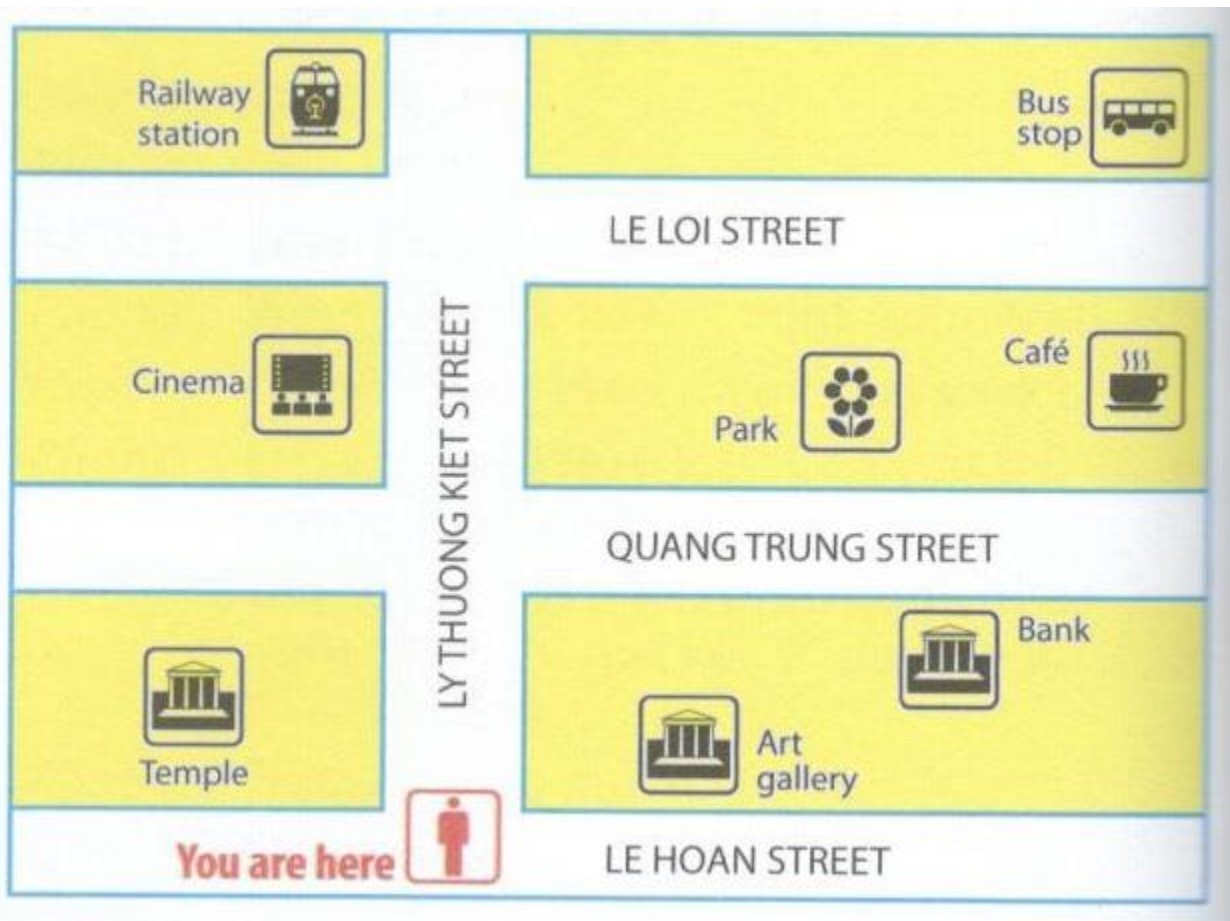 Railway
station
Bus
stop
LE LOI STREET
Cinema
LY THUONG KIET STREET
Park
Café
QUANG TRUNG STREET
Temple
Art
gallery
Bank
You are here
LE HOAN STREET